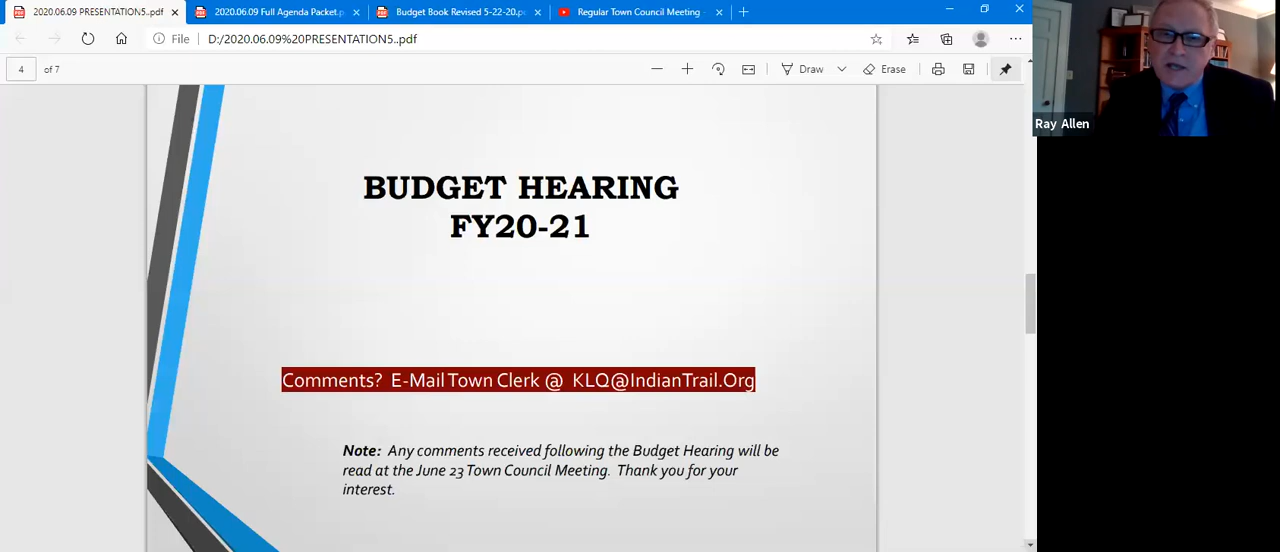 2020.06.09 PRESENTATION5..pdf
2020.06.09 Full Agenda Packet.p
Budget Book Revised 5-22-20.p
Regular Town Council Meeting -
File
D:/2020.06.09%20PRESENTATION5..pdf
4 of 7
Draw
Erase
Ray Allen
BUDGET HEARING
FY20-21
Comments? E-Mail Town Clerk @ KLQ@IndianTrail.Org
Note: Any comments received following the Budget Hearing will be
read at the June 23 Town Council Meeting. Thank you for your
interest.